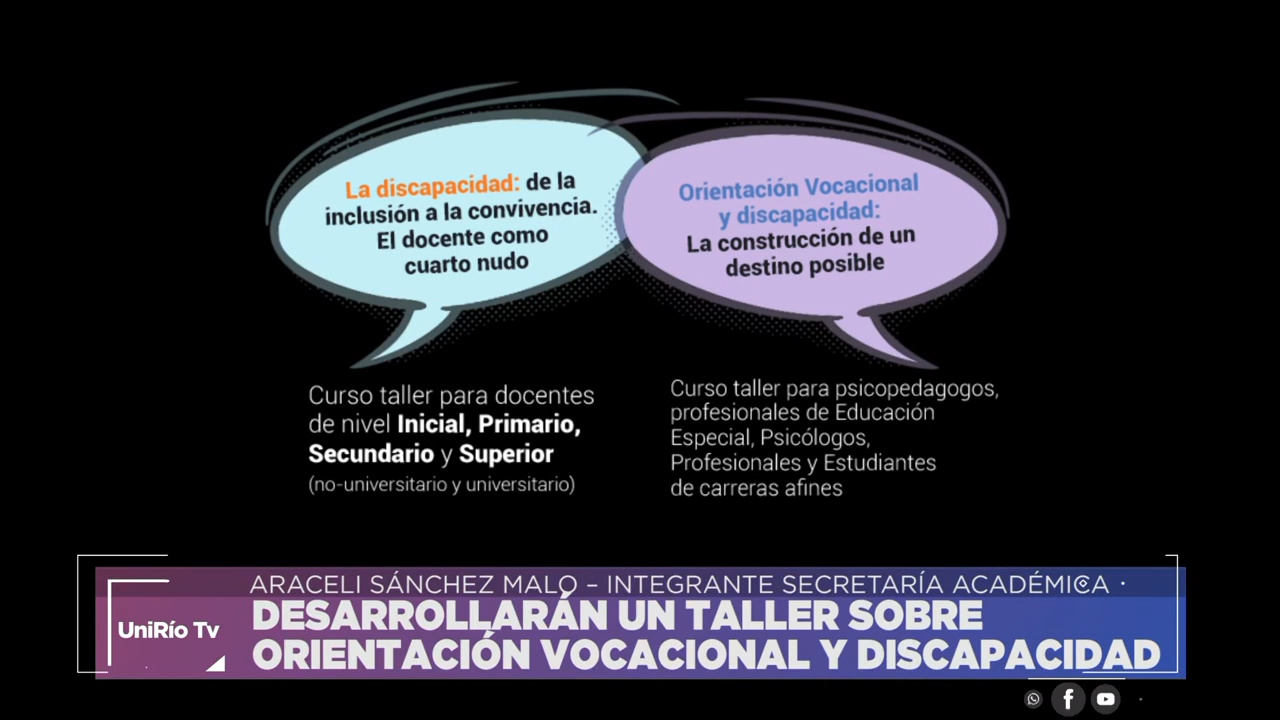 La discapacidad: de la
inclusión a la convivencia.
El docente como
cuarto nudo
Orientación Vocacional
y discapacidad:
La construcción de un
destino posible
Curso taller para docentes
de nivel Inicial, Primario,
Secundario y Superior
(no-universitario y universitario)
Curso taller para psicopedagogos,
profesionales de Educación
Especial, Psicólogos,
Profesionales y Estudiantes
de carreras afines
ARACELI SÁNCHEZ MALO – INTEGRANTE SECRETARÍA ACADÉMICA
DESARROLLARÁN UN TALLER SOBRE
ORIENTACIÓN VOCACIONAL Y DISCAPACIDAD
UniRío Tv